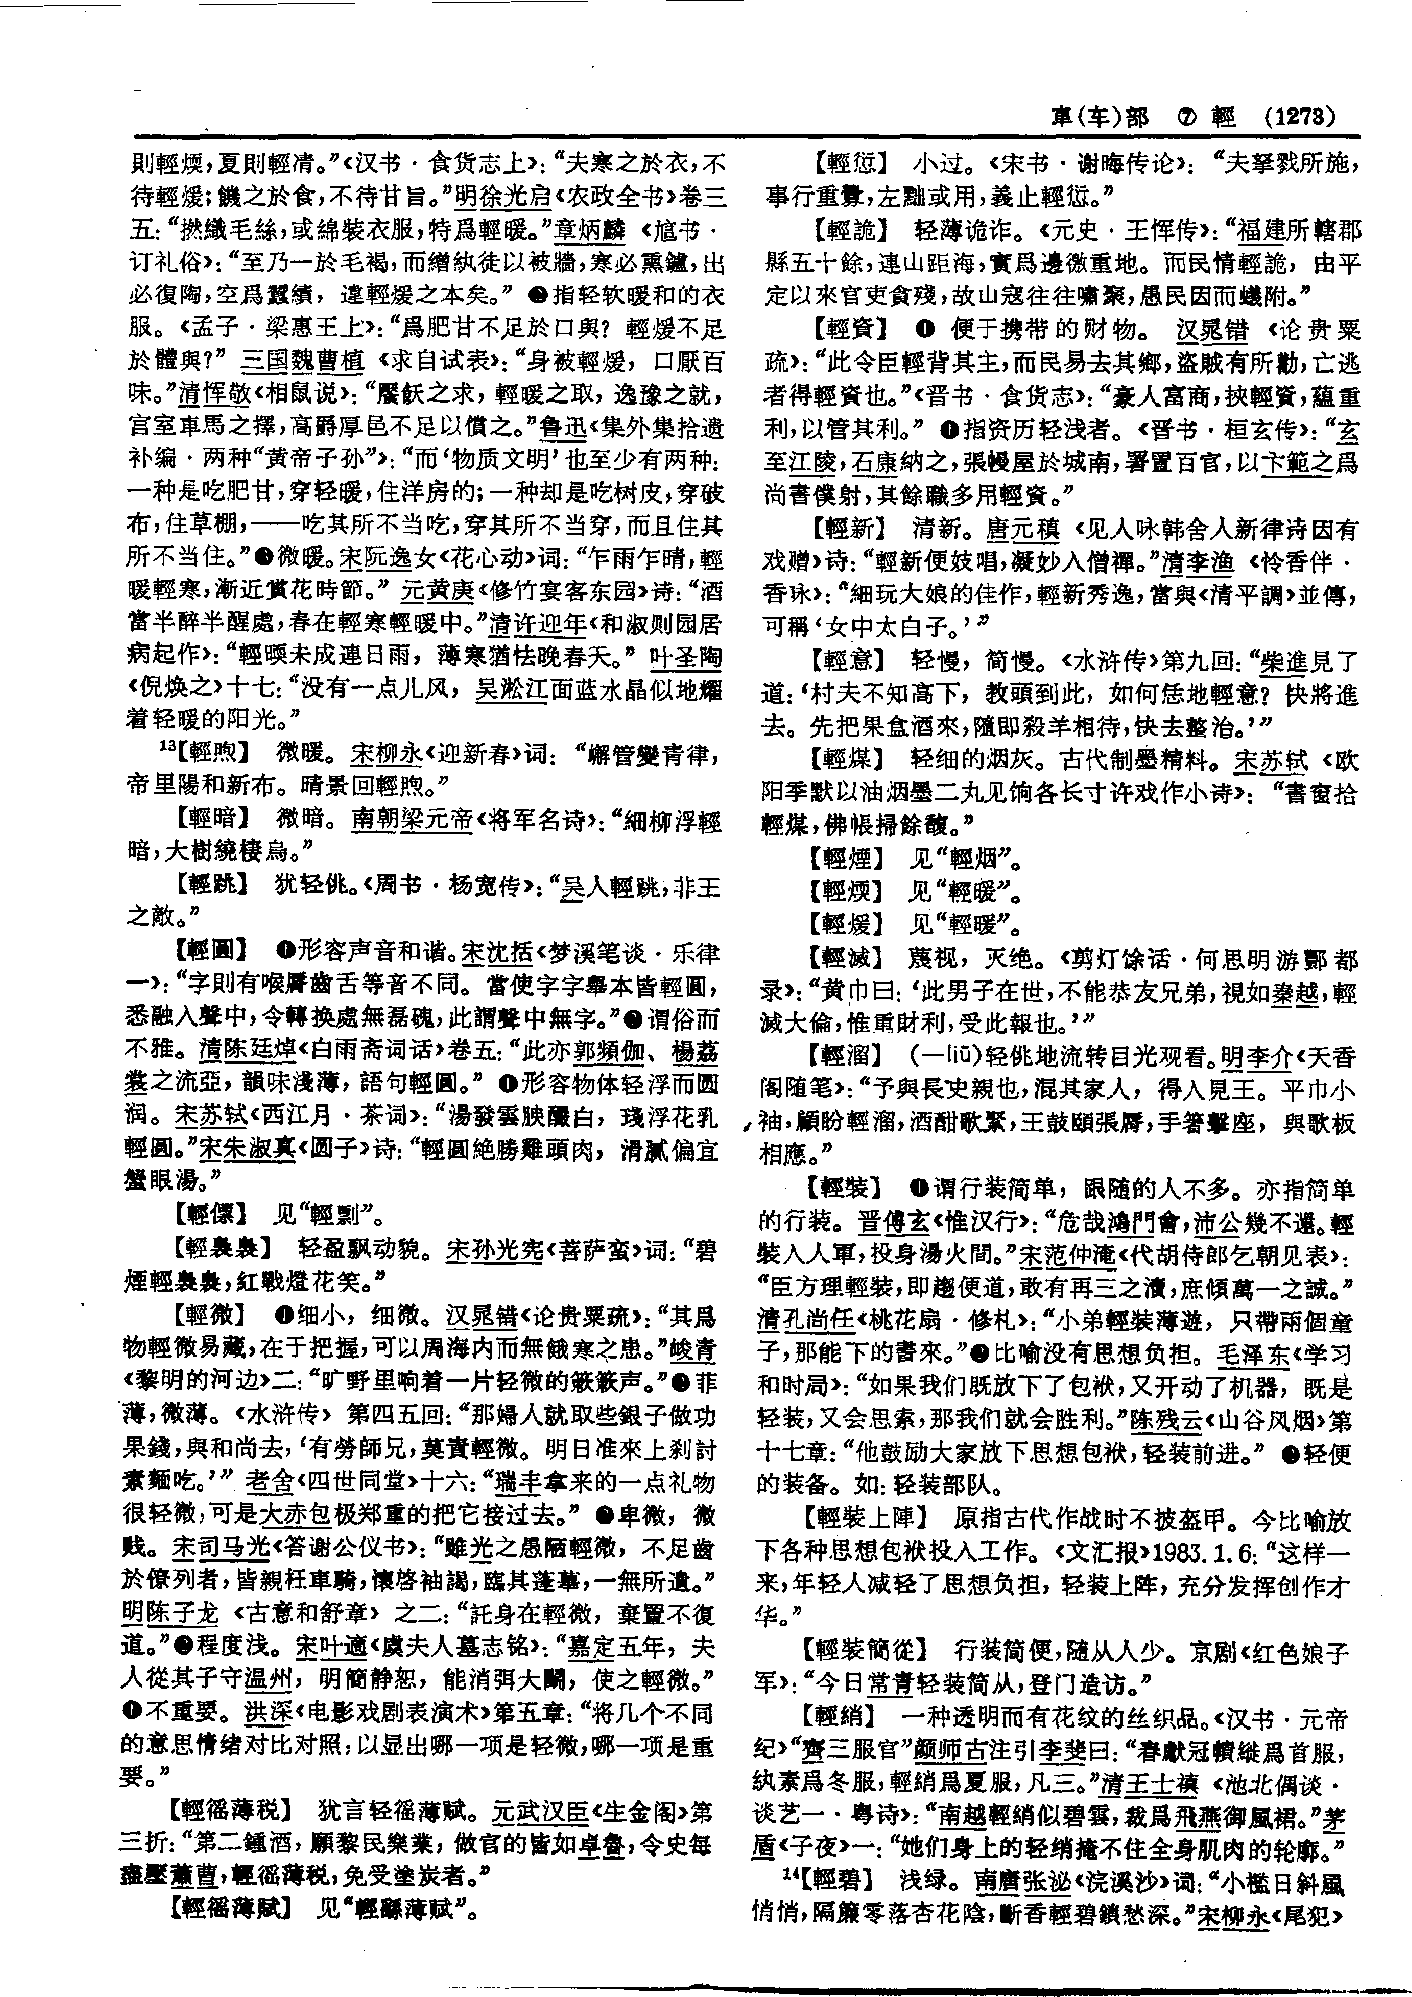 車(车)部 ⑦ 輕 (1273)
則輕煗，夏則輕凊。”《汉书·食货志上》：“夫寒之於衣，不
待輕煖；饑之於食，不待甘旨。”明徐光启《农政全书》卷三
五：“撚織毛絲，或綿裝衣服，特爲輕暖。”章炳麟《訄书·
订礼俗》：“至乃一於毛褐，而繒紈徒以被牆，寒必熏鑪，出
必復陶，空爲蠶績，違輕煖之本矣。” ❷指轻软暖和的衣
服。《孟子·梁惠王上》：“爲肥甘不足於口與？輕煖不足
於體與？”三国魏曹植《求自试表》：“身被輕煖，口厭百
味。”清恽敬《相鼠说》：“饜飫之求，輕暖之取，逸豫之就，
宫室車馬之擇，高爵厚邑不足以償之。”鲁迅《集外集拾遗
补编·两种“黄帝子孙”》：“而‘物质文明’也至少有两种：
一种是吃肥甘，穿轻暖，住洋房的；一种却是吃树皮，穿破
布，住草棚，——吃其所不当吃，穿其所不当穿，而且住其
所不当住。”❸微暖。宋阮逸女《花心动》词：“乍雨乍晴，輕
暖輕寒，漸近賞花時節。”元黄庚《修竹宴客东园》诗：“酒
當半醉半醒處，春在輕寒輕暖中。”清许迎年《和淑则园居
病起作》：“輕暝未成連日雨，薄寒猶怯晚春天。”叶圣陶
《倪焕之》十七：“没有一点儿风，吴淞江面蓝水晶似地耀
着轻暖的阳光。”
13【輕煦】 微暖。宋柳永《迎新春》词：“嶰管變青律，
帝里陽和新布。晴景回輕煦。”
【輕暗】 微暗。南朝梁元帝《将军名诗》：“細柳浮輕
暗，大樹繞棲烏。”
【輕跳】 犹轻佻。《周书·杨宽传》：“吴人輕跳，非王
之敵。”
【輕圓】 ❶形容声音和谐。宋沈括《梦溪笔谈·乐律
一》：“字則有喉脣齒舌等音不同。當使字字舉本皆輕圓，
悉融入聲中，令轉换處無磊磈，此謂聲中無字。”❷谓俗而
不雅。清陈廷焯《白雨斋词话》卷五：“此亦郭頻伽、楊荔
裳之流亞，韻味淺薄，語句輕圓。” ❸形容物体轻浮而圆
润。宋苏轼《西江月·茶词》：“湯發雲腴釅白，琖浮花乳
輕圓。”宋朱淑真《圆子》诗：“輕圓絶勝雞頭肉，滑膩偏宜
蟹眼湯。”
【輕僄】 见“輕剽”。
【輕裊裊】 轻盈飘动貌。宋孙光宪《菩萨蛮》词：“碧
煙輕裊裊，紅戰燈花笑。”
【輕微】 ❶细小，细微。汉晁错《论贵粟疏》：“其爲
物輕微易藏，在于把握，可以周海内而無餓寒之患。”峻青
《黎明的河边》二：“旷野里响着一片轻微的簌簌声。”❷菲
薄，微薄。《水浒传》第四五回：“那婦人就取些銀子做功
果錢，與和尚去，‘有勞師兄，莫責輕微。明日准來上刹討
素麵吃。’”老舍《四世同堂》十六：“瑞丰拿来的一点礼物
很轻微，可是大赤包极郑重的把它接过去。” ❸卑微，微
贱。宋司马光《答谢公仪书》：“雖光之愚陋輕微，不足齒
於僚列者，皆親枉車騎，懷啓袖謁，臨其蓬蓽，一無所遺。”
明陈子龙《古意和舒章》之二：“託身在輕微，棄置不復
道。”❹程度浅。宋叶適《虞夫人墓志铭》：“嘉定五年，夫
人從其子守温州，明簡静恕，能消弭大鬭，使之輕微。”
❺不重要。洪深《电影戏剧表演术》第五章：“将几个不同
的意思情绪对比对照，以显出哪一项是轻微，哪一项是重
要。”
【輕徭薄税】 犹言轻徭薄赋。元武汉臣《生金阁》第
三折：“第二鍾酒，願黎民樂業，做官的皆如卓魯，令史每
盡壓蕭曹，輕徭薄税，免受塗炭者。”
【輕徭薄賦】 见“輕繇薄賦”。
【輕愆】 小过。《宋书·谢晦传论》：“夫拏戮所施，
事行重舋，左黜或用，義止輕愆。”
【輕詭】 轻薄诡诈。《元史·王恽传》：“福建所轄郡
縣五十餘，連山距海，實爲邊徼重地。而民情輕詭，由平
定以來官吏貪殘，故山寇往往嘯聚，愚民因而蟻附。”
【輕資】 ❶ 便于携带的财物。汉晁错《论贵粟
疏》：“此令臣輕背其主，而民易去其鄉，盗賊有所勸，亡逃
者得輕資也。”《晋书·食货志》：“豪人富商，挾輕資，藴重
利，以管其利。” ❷指资历轻浅者。《晋书·桓玄传》：“玄
至江陵，石康納之，張幔屋於城南，署置百官，以卞範之爲
尚書僕射，其餘職多用輕資。”
【輕新】 清新。唐元稹《见人咏韩舍人新律诗因有
戏赠》诗：“輕新便妓唱，凝妙入僧禪。”清李渔《怜香伴·
香咏》：“細玩大娘的佳作，輕新秀逸，當與《清平調》並傳，
可稱‘女中太白子。’”
【輕意】 轻慢，简慢。《水浒传》第九回：“柴進見了
道：‘村夫不知高下，教頭到此，如何恁地輕意？快將進
去。先把果盒酒來，隨即殺羊相待，快去整治。’”
【輕煤】 轻细的烟灰。古代制墨精料。宋苏轼《欧
阳季默以油烟墨二丸见饷各长寸许戏作小诗》：“書窗拾
輕煤，佛帳掃餘馥。”
【輕煙】 见“輕烟”。
【輕煗】 见“輕暖”。
【輕煖】 见“輕暖”。
【輕滅】 蔑视，灭绝。《剪灯馀话·何思明游酆都
录》：“黄巾曰：‘此男子在世，不能恭友兄弟，視如秦越，輕
滅大倫，惟重財利，受此報也。’”
【輕溜】 (一liū)轻佻地流转目光观看。明李介《天香
阁随笔》：“予與長史親也，混其家人，得入見王。平巾小
袖，顧盼輕溜，酒酣歌緊，王鼓頤張脣，手箸擊座，與歌板
相應。”
【輕裝】 ❶谓行装简单，跟随的人不多。亦指简单
的行装。晋傅玄《惟汉行》：“危哉鴻門會，沛公幾不還。輕
裝入人軍，投身湯火間。”宋范仲淹《代胡侍郎乞朝见表》：
“臣方理輕裝，即趨便道，敢有再三之瀆，庶傾萬一之誠。”
清孔尚任《桃花扇·修札》：“小弟輕裝薄遊，只帶兩個童
子，那能下的書來。”❷比喻没有思想负担。毛泽东《学习
和时局》：“如果我们既放下了包袱，又开动了机器，既是
轻装，又会思索，那我们就会胜利。”陈残云《山谷风烟》第
十七章：“他鼓励大家放下思想包袱，轻装前进。” ❸轻便
的装备。如：轻装部队。
【輕裝上陣】 原指古代作战时不披盔甲。今比喻放
下各种思想包袱投入工作。《文汇报》1983.1.6：“这样一
来，年轻人减轻了思想负担，轻装上阵，充分发挥创作才
华。”
【輕裝簡從】 行装简便，随从人少。京剧《红色娘子
军》：“今日常青轻装简从，登门造访。”
【輕綃】 一种透明而有花纹的丝织品。《汉书·元帝
纪》“齊三服官”颜师古注引李斐曰：“春獻冠幘縰爲首服，
紈素爲冬服，輕綃爲夏服，凡三。”清王士禛《池北偶谈·
谈艺一·粤诗》：“南越輕綃似碧雲，裁爲飛燕御風裙。”茅
盾《子夜》一：“她们身上的轻绡掩不住全身肌肉的轮廓。”
14【輕碧】 浅绿。南唐张泌《浣溪沙》词：“小檻日斜風
悄悄，隔簾零落杏花陰，斷香輕碧鎖愁深。”宋柳永《尾犯》